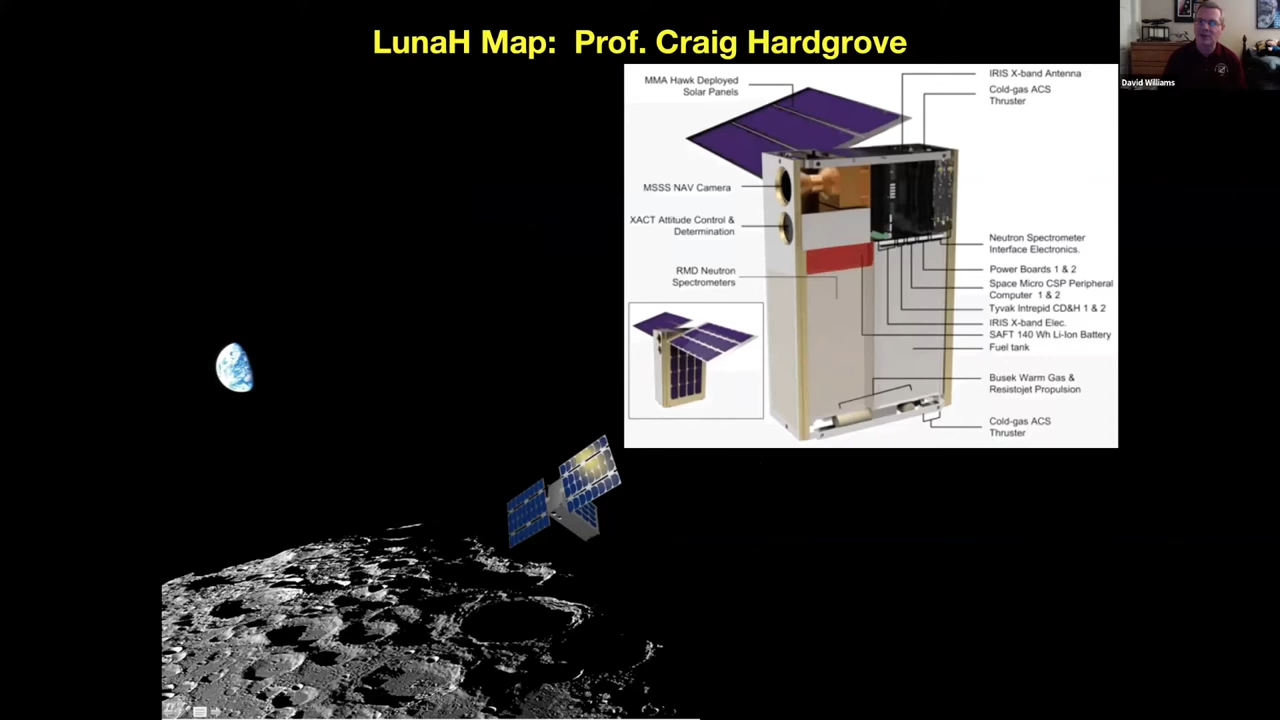 LunaH Map: Prof. Craig Hardgrove
David Williams
MMA Hawk Deployed
Solar Panels
MSSS NAV Camera
XACT Attitude Control &
Determination
RMD Neutron
Spectrometers
IRIS X-band Antenna
Cold-gas ACS
Thruster
Neutron Spectrometer
Interface Electronics.
Power Boards 1 & 2
Space Micro CSP Peripheral
Computer 1 & 2
Tyvak Intrepid CD&H 1 & 2
IRIS X-band Elec.
SAFT 140 Wh Li-Ion Battery
Fuel tank
Busek Warm Gas &
Resistojet Propulsion
Cold-gas ACS
Thruster